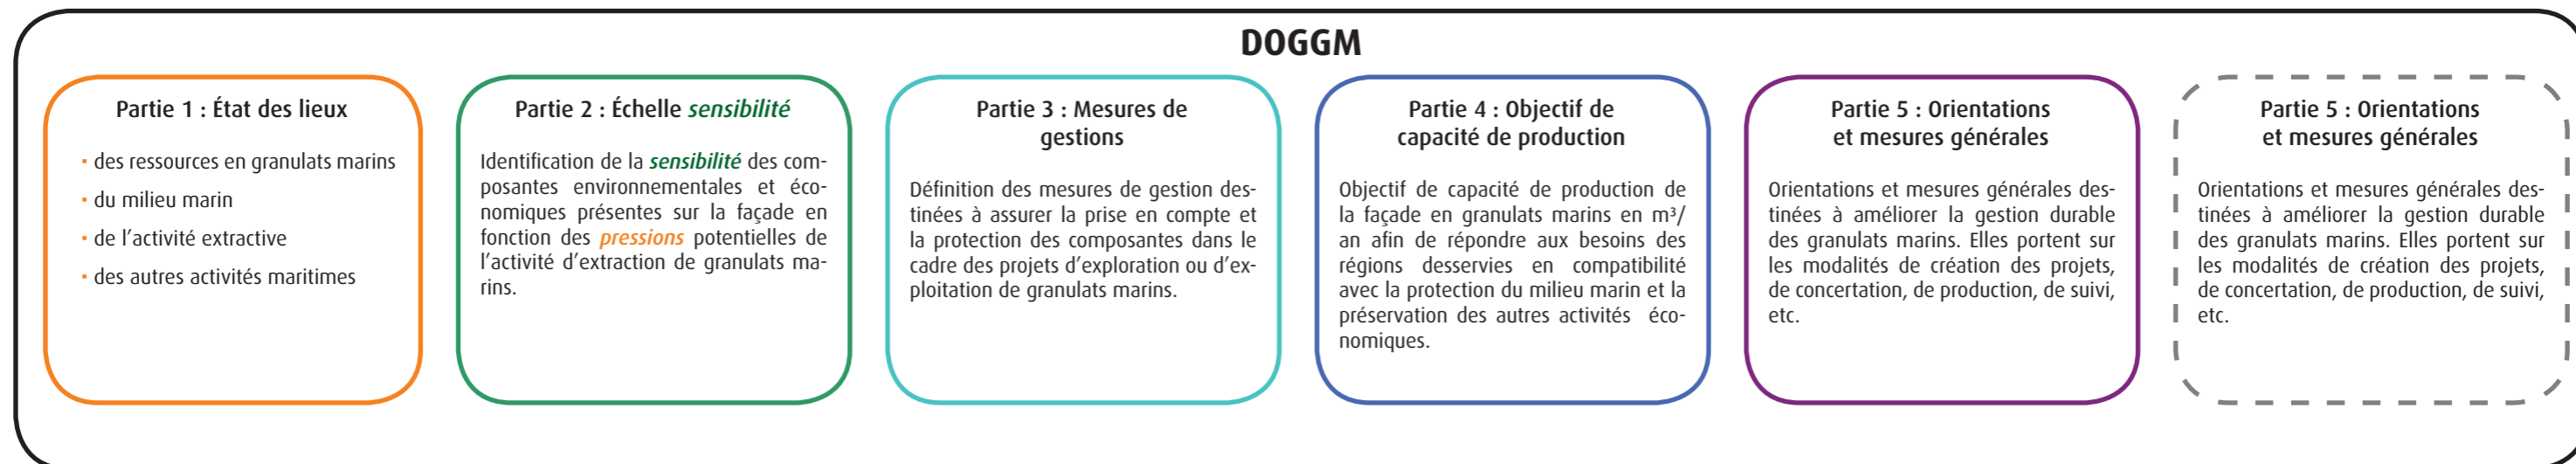 DOGGM
Partie 1 : État des lieux
▪ des ressources en granulats marins
▪ du milieu marin
▪ de l'activité extractive
▪ des autres activités maritimes
Partie 2 : Échelle sensibilité
Identification de la sensibilité des com-
posantes environnementales et éco-
nomiques présentes sur la façade en
fonction des pressions potentielles de
l'activité d'extraction de granulats ma-
rins.
Partie 3 : Mesures de
gestions
Définition des mesures de gestion des-
tinées à assurer la prise en compte et
la protection des composantes dans le
cadre des projets d'exploration ou d'ex-
ploitation de granulats marins.
Partie 4 : Objectif de
capacité de production
Objectif de capacité de production de
la façade en granulats marins en m³/
an afin de répondre aux besoins des
régions desservies en compatibilité
avec la protection du milieu marin et la
préservation des autres activités éco-
nomiques.
Partie 5 : Orientations
et mesures générales
Orientations et mesures générales des-
tinées à améliorer la gestion durable
des granulats marins. Elles portent sur
les modalités de création des projets,
de concertation, de production, de suivi,
etc.
Partie 5 : Orientations
et mesures générales
Orientations et mesures générales des-
tinées à améliorer la gestion durable
des granulats marins. Elles portent sur
les modalités de création des projets,
de concertation, de production, de suivi,
etc.